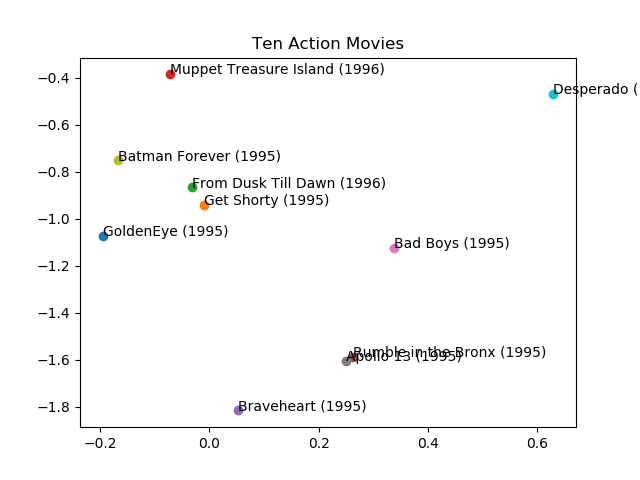 Ten Action Movies
Muppet Treasure Island (1996)
Desperado (
Batman Forever (1995)
From Dusk Till Dawn (1996)
Get Shorty (1995)
GoldenEye (1995)
Bad Boys (1995)
Rumble in the Bronx (1995)
Apollo 13 (1995)
Braveheart (1995)
−0.4
−0.6
−0.8
−1.0
−1.2
−1.4
−1.6
−1.8
−0.2 0.0 0.2 0.4 0.6